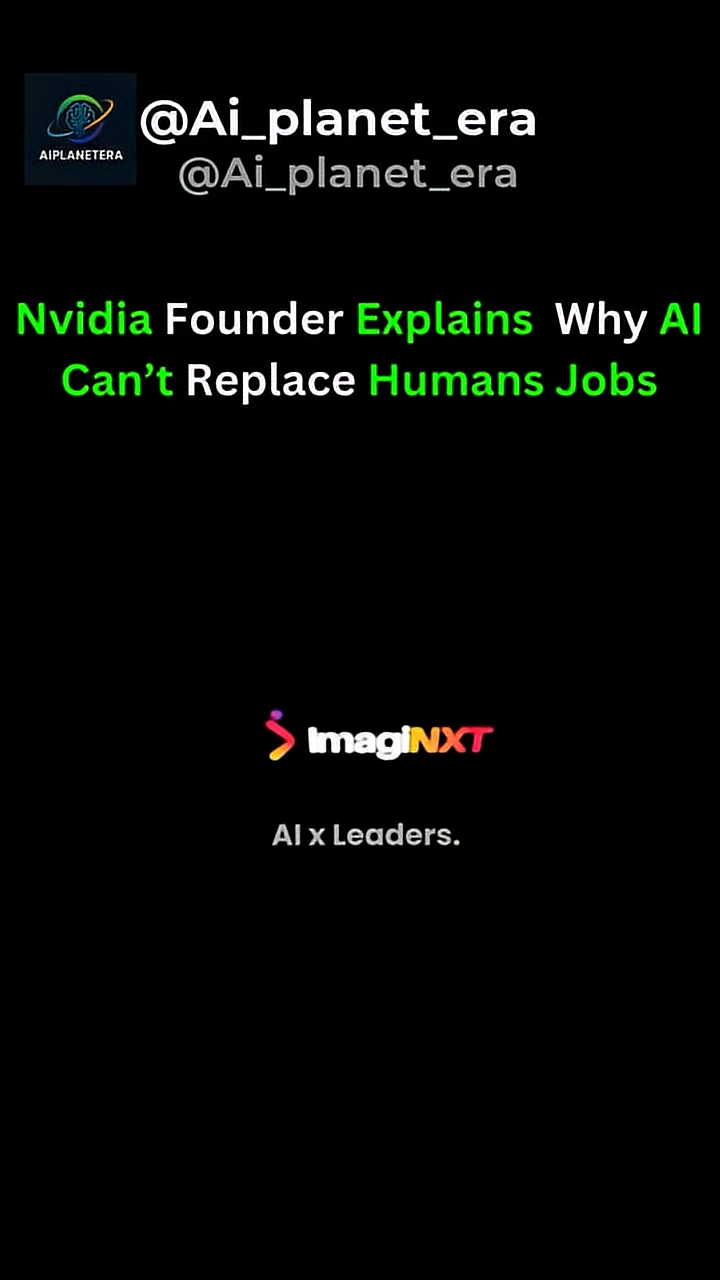 @Ai_planet_era
@Ai_planet_era
AIPLANETERA
Nvidia Founder Explains Why AI
Can’t Replace Humans Jobs
ImagiNXT
AI x Leaders.